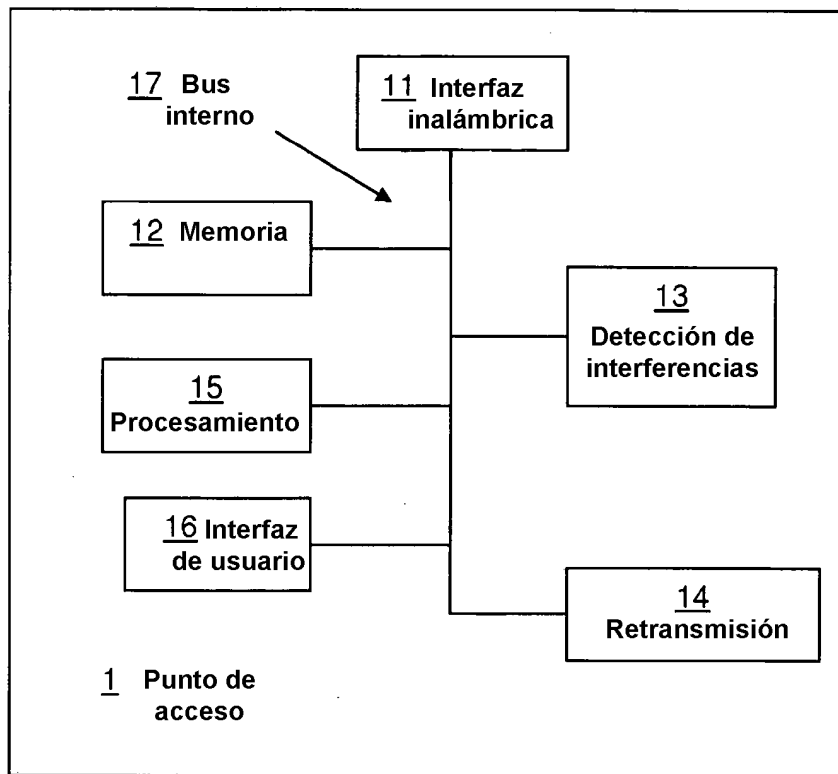 17 Bus
interno
11 Interfaz
inalámbrica
12 Memoria
13
Detección de
interferencias
15
Procesamiento
16 Interfaz
de usuario
14
Retransmisión
1 Punto de
acceso